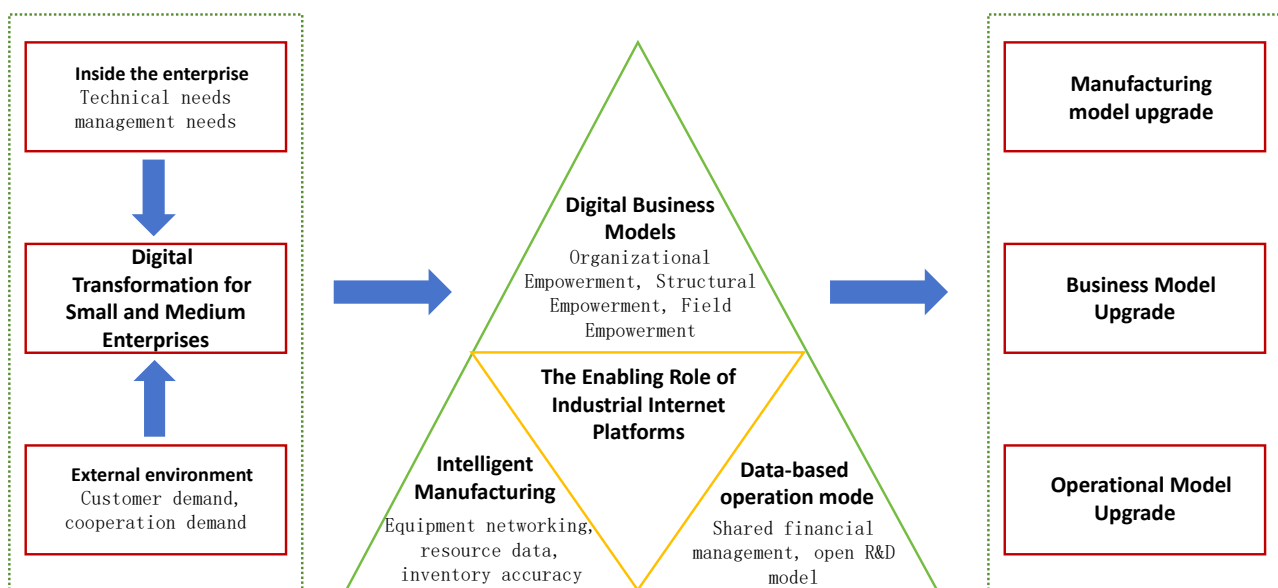 Inside the enterprise
Technical needs
management needs
Digital
Transformation for
Small and Medium
Enterprises
External environment
Customer demand,
cooperation demand
Digital Business
Models
Organizational
Empowerment, Structural
Empowerment, Field
Empowerment
The Enabling Role of
Industrial Internet
Platforms
Intelligent
Manufacturing
Equipment networking,
resource data,
inventory accuracy
Data-based
operation mode
Shared financial
management, open R&D
model
Manufacturing
model upgrade
Business Model
Upgrade
Operational Model
Upgrade